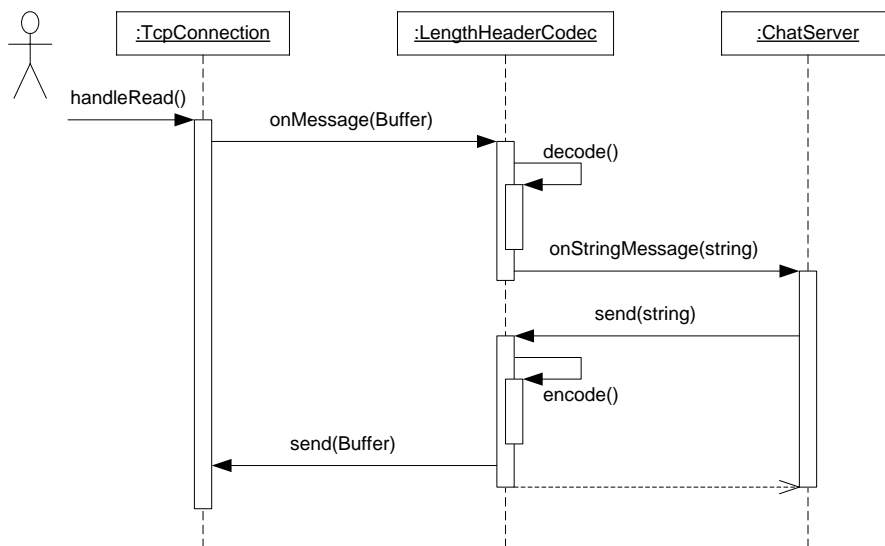 :TcpConnection
:LengthHeaderCodec
:ChatServer
handleRead()
onMessage(Buffer)
decode()
onStringMessage(string)
send(string)
encode()
send(Buffer)